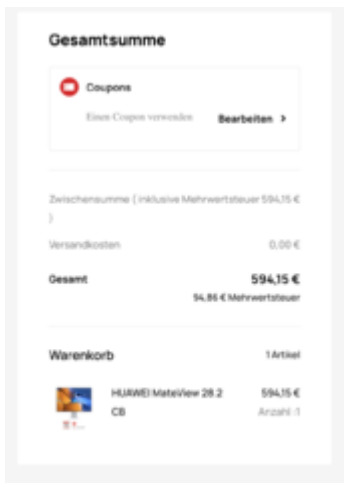 Gesamtsumme
Coupons
Einen Coupon verwenden Bearbeiten >
Zwischensumme ( inklusive Mehrwertsteuer 594,15 €
)
Versandkosten 0,00 €
Gesamt 594,15 €
94,86 € Mehrwertsteuer
Warenkorb 1 Artikel
HUAWEI MateView 28.2 594,15 €
CB Anzahl :1